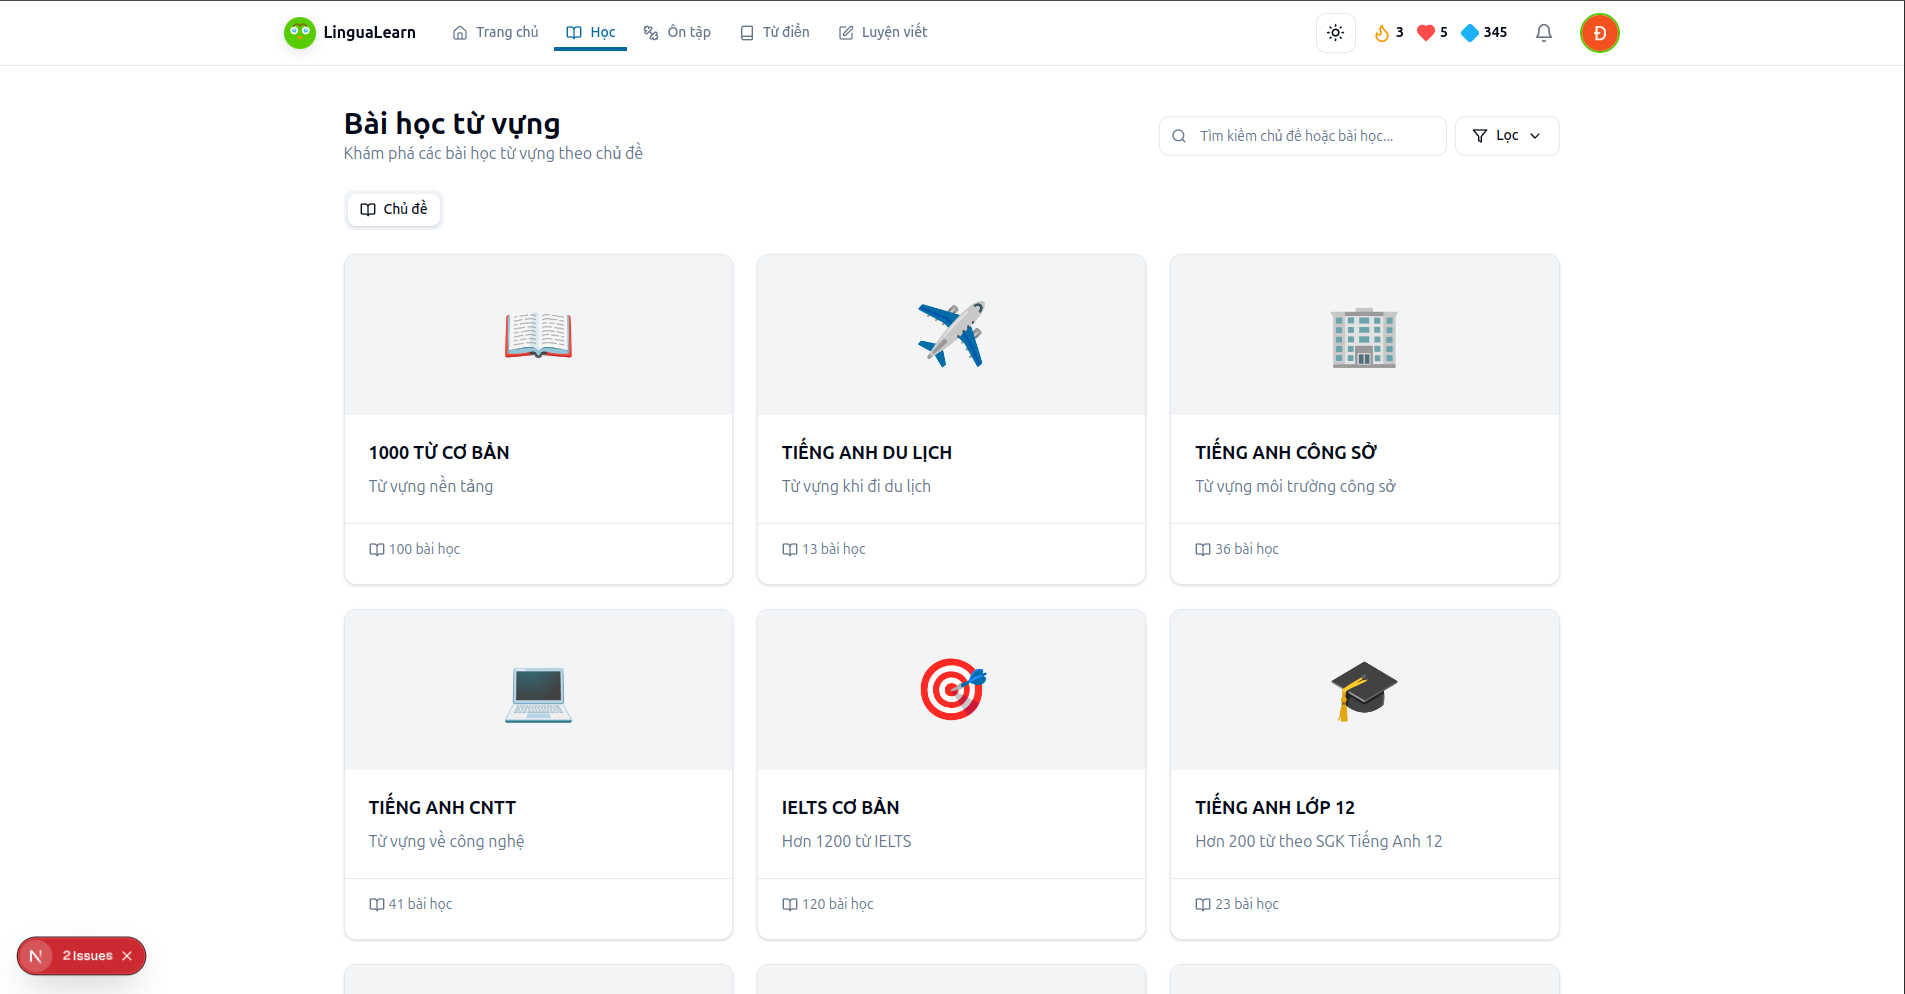 LinguaLearn
Trang chủ
Học
Ôn tập
Từ điển
Luyện viết
3
5
345
Đ
Bài học từ vựng
Khám phá các bài học từ vựng theo chủ đề
Tìm kiếm chủ đề hoặc bài học...
Lọc
Chủ đề
1000 TỪ CƠ BẢN
Từ vựng nền tảng
100 bài học
TIẾNG ANH DU LỊCH
Từ vựng khi đi du lịch
13 bài học
TIẾNG ANH CÔNG SỞ
Từ vựng môi trường công sở
36 bài học
TIẾNG ANH CNTT
Từ vựng về công nghệ
41 bài học
IELTS CƠ BẢN
Hơn 1200 từ IELTS
120 bài học
TIẾNG ANH LỚP 12
Hơn 200 từ theo SGK Tiếng Anh 12
23 bài học
N
2 Issues